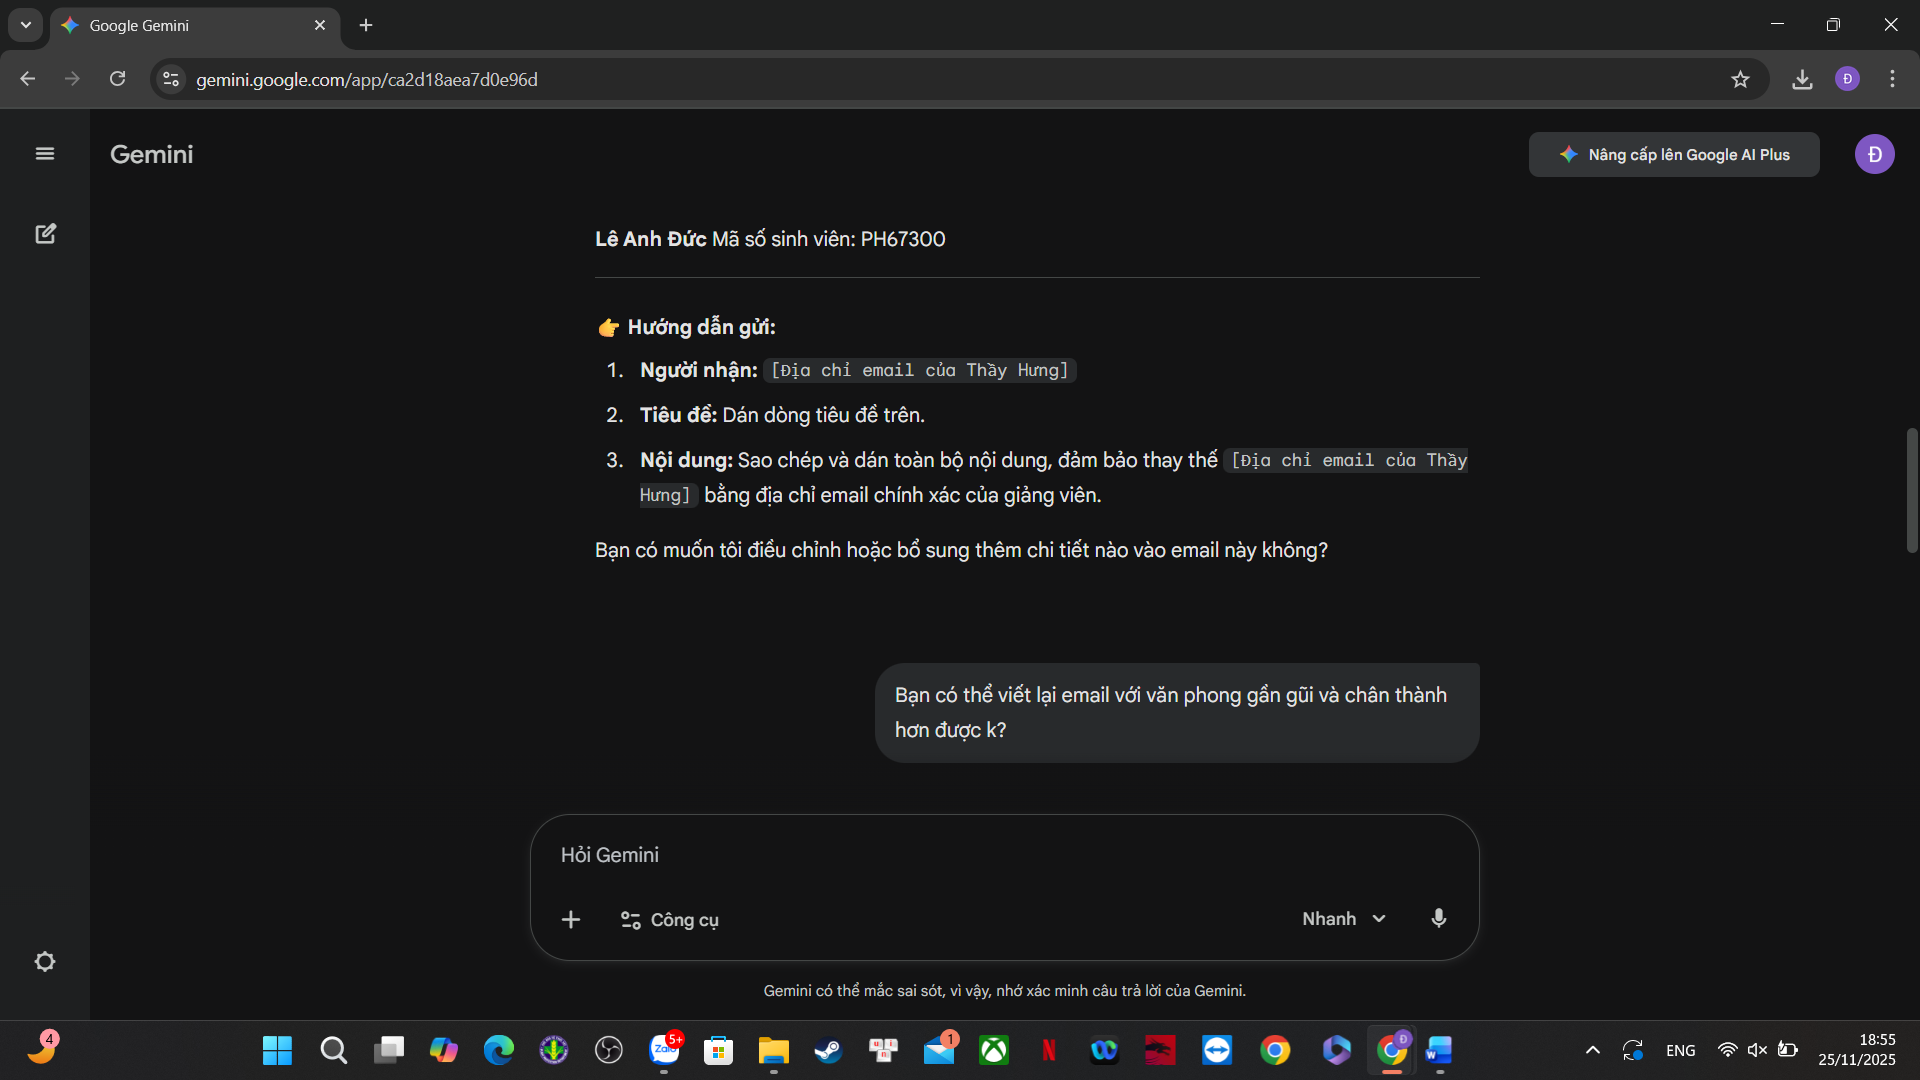 Google Gemini
gemini.google.com/app/ca2d18aea7d0e96d
Đ
Gemini
Nâng cấp lên Google AI Plus
Đ
Lê Anh Đức Mã số sinh viên: PH67300
Hướng dẫn gửi:
1. Người nhận: [Địa chỉ email của Thầy Hưng]
2. Tiêu đề: Dán dòng tiêu đề trên.
3. Nội dung: Sao chép và dán toàn bộ nội dung, đảm bảo thay thế [Địa chỉ email của Thầy
Hưng] bằng địa chỉ email chính xác của giảng viên.
Bạn có muốn tôi điều chỉnh hoặc bổ sung thêm chi tiết nào vào email này không?
Bạn có thể viết lại email với văn phong gần gũi và chân thành
hơn được k?
Hỏi Gemini
Công cụ
Nhanh
Gemini có thể mắc sai sót, vì vậy, nhớ xác minh câu trả lời của Gemini.
4
Zalo
5+
1
N
Đ
W
ENG
18:55
25/11/2025